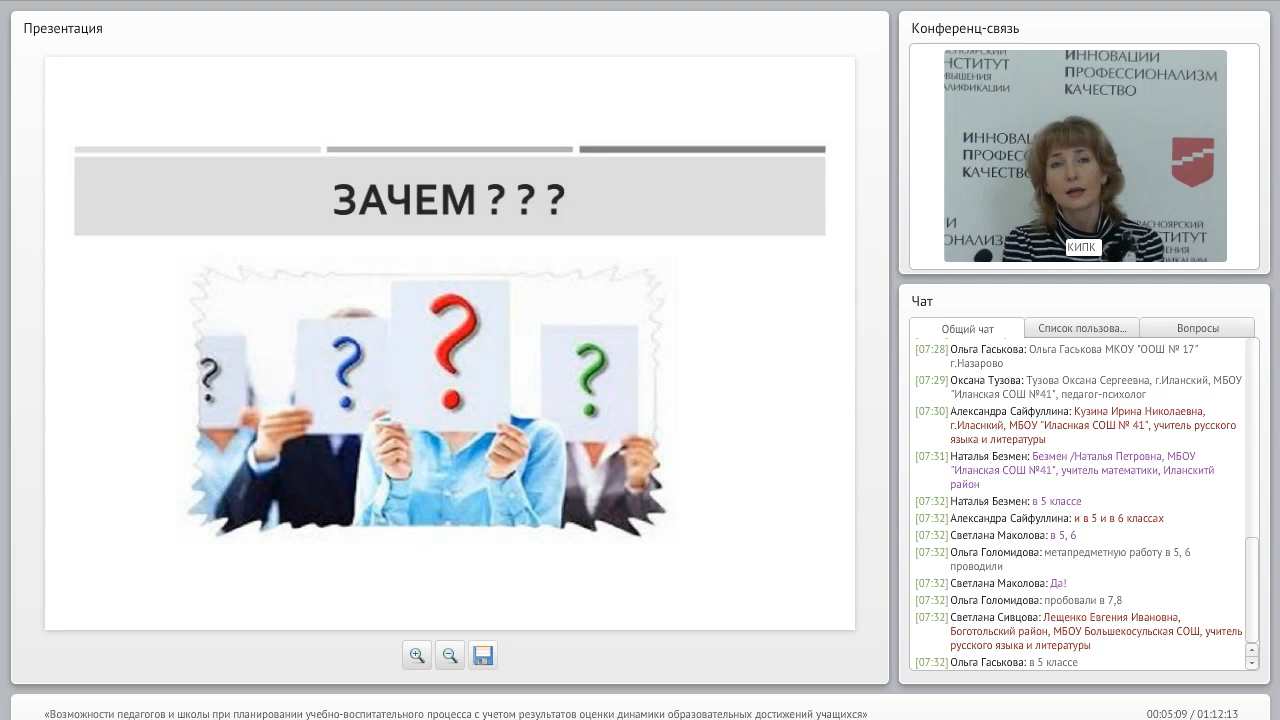 Презентация
ЗАЧЕМ ? ? ?
? ? ? ?
Конференц-связь
ИНСТИТУТ
ИННОВАЦИИ
ПРОФЕССИОНАЛИЗМ
КАЧЕСТВО
КИПК
Чат
Общий чат
Список пользова...
Вопросы
[07:28] Ольга Гаськова: Ольга Гаськова МКОУ "ООШ № 17"
г.Назарово
[07:29] Оксана Тузова: Тузова Оксана Сергеевна, г.Иланский, МБОУ
"Иланская СОШ №41", педагог-психолог
[07:30] Александра Сайфуллина: Кузина Ирина Николаевна,
г.Иласнкий, МБОУ "Иласнкая СОШ № 41", учитель русского
языка и литературы
[07:31] Наталья Безмен: Безмен /Наталья Петровна, МБОУ
"Иланская СОШ №41", учитель математики, Иланскитй
район
[07:32] Наталья Безмен: в 5 классе
[07:32] Александра Сайфуллина: и в 5 и в 6 классах
[07:32] Светлана Маколова: в 5, 6
[07:32] Ольга Голомидова: метапредметную работу в 5, 6
проводили
[07:32] Светлана Маколова: Да!
[07:32] Ольга Голомидова: пробовали в 7,8
[07:32] Светлана Сивцова: Лещенко Евгения Ивановна,
Боготольский район, МБОУ Большекосульская СОШ, учитель
русского языка и литературы
[07:32] Ольга Гаськова: в 5 классе
«Возможности педагогов и школы при планировании учебно-воспитательного процесса с учетом результатов оценки динамики образовательных достижений учащихся»
00:05:09 / 01:12:13